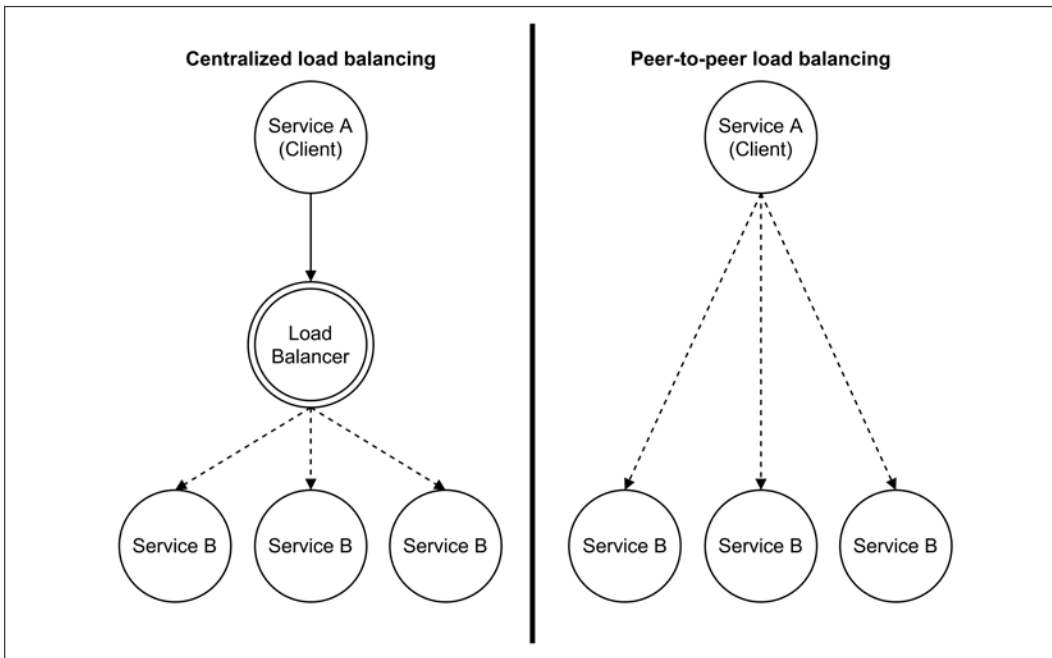 Centralized load balancing
Service A
(Client)
Load
Balancer
Service B
Service B
Service B
Peer-to-peer load balancing
Service A
(Client)
Service B
Service B
Service B